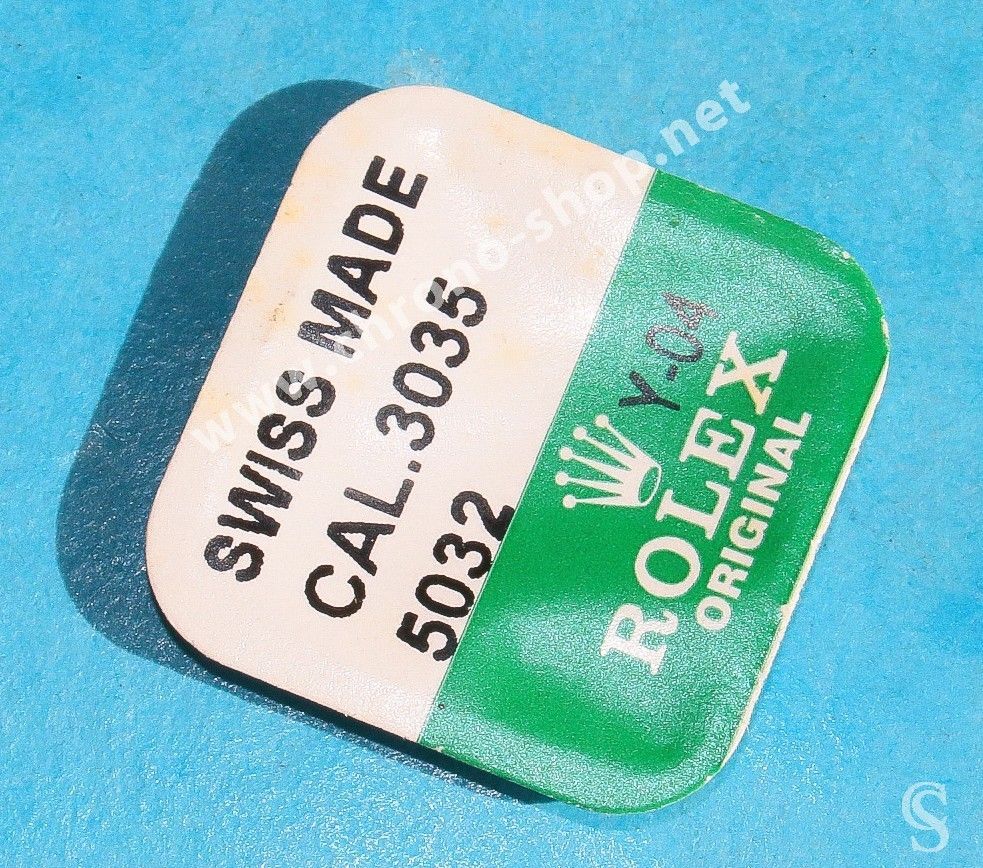 SWISS MADE
CAL.3035
5032
Y-04
ROLEX
ORIGINAL
www.chrono-shop.net